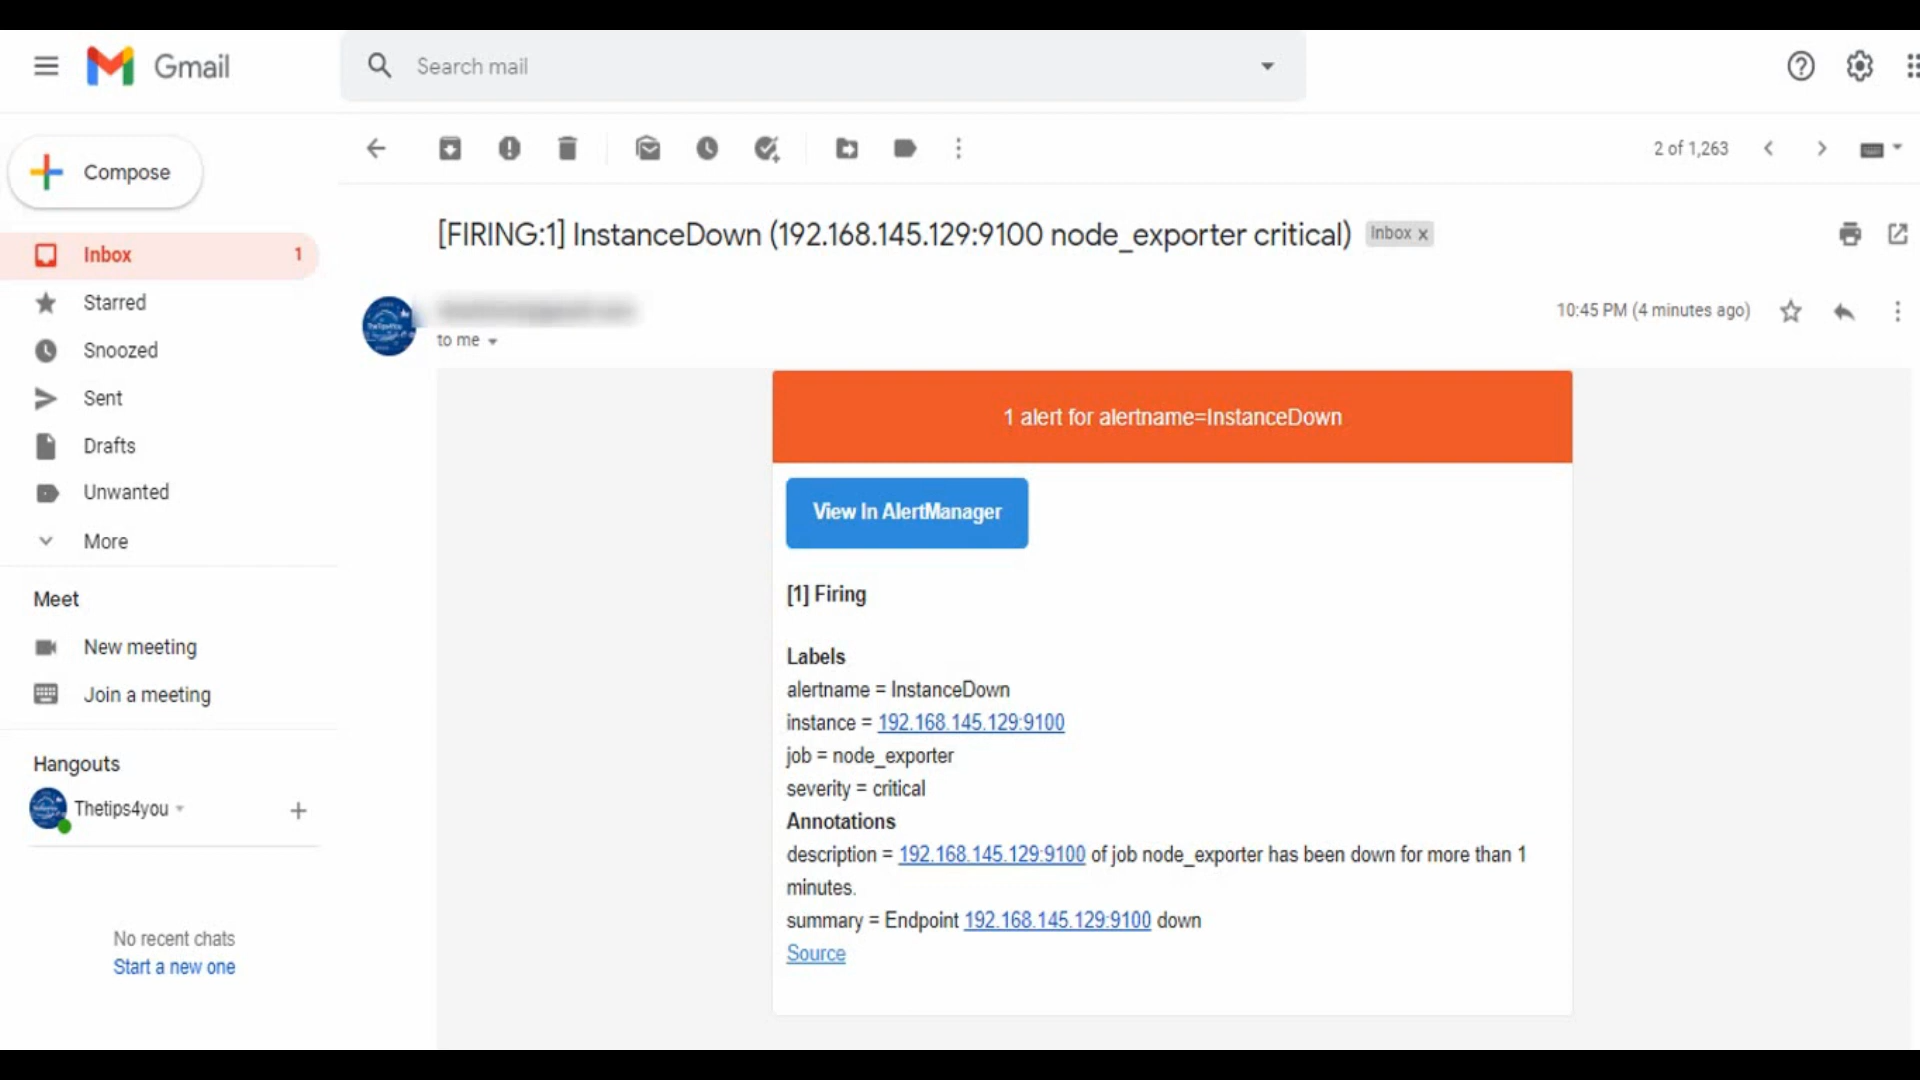 Gmail
Search mail
Compose
2 of 1,263
[FIRING:1] InstanceDown (192.168.145.129:9100 node_exporter critical)
Inbox x
Inbox 1
Starred
Snoozed
Sent
Drafts
Unwanted
More
Meet
New meeting
Join a meeting
Hangouts
Thetips4you
No recent chats
Start a new one
10:45 PM (4 minutes ago)
to me
1 alert for alertname=InstanceDown
View In AlertManager
[1] Firing
Labels
alertname = InstanceDown
instance = 192.168.145.129:9100
job = node_exporter
severity = critical
Annotations
description = 192.168.145.129:9100 of job node_exporter has been down for more than 1
minutes.
summary = Endpoint 192.168.145.129:9100 down
Source